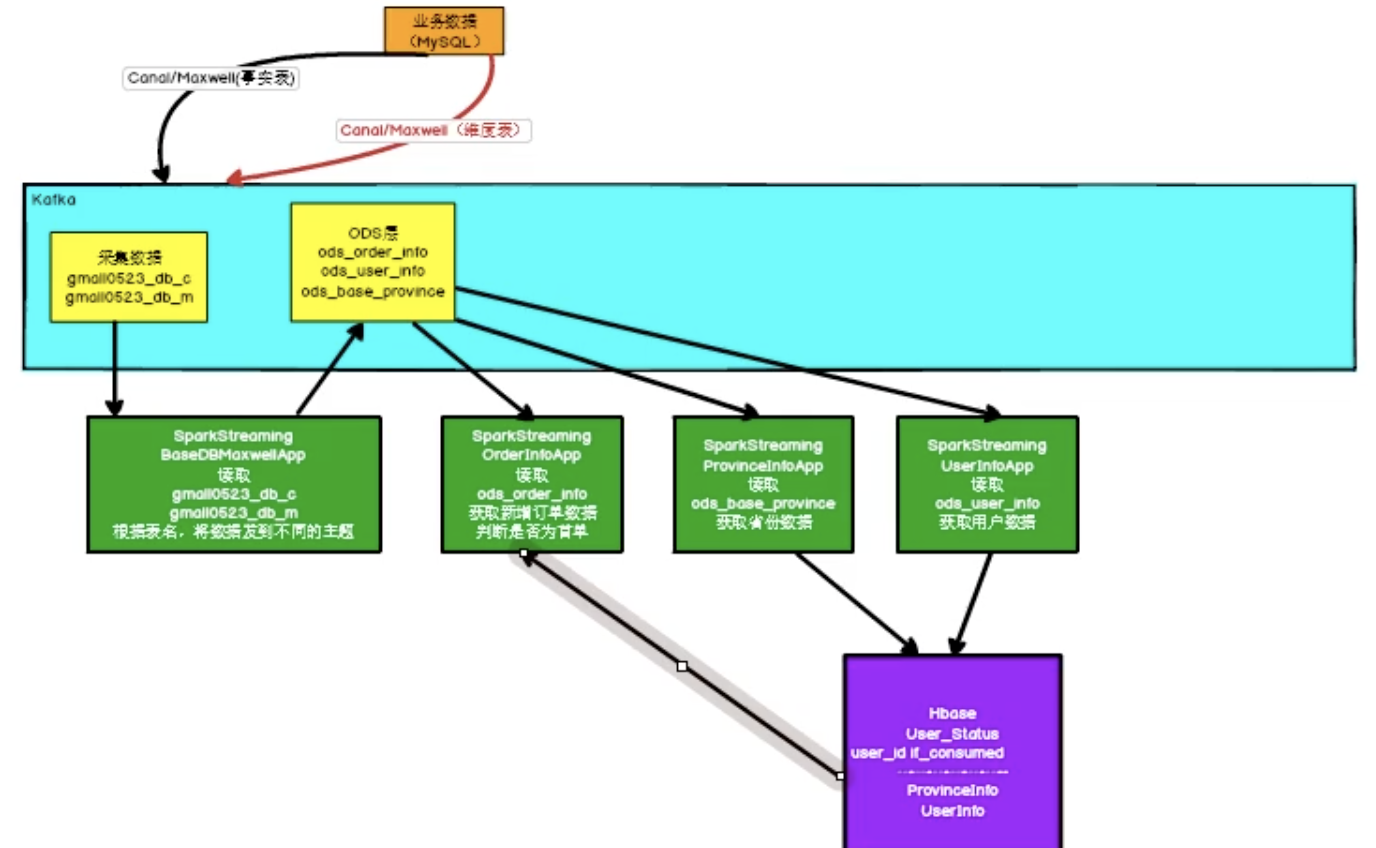 业务数据
（MySQL）
Canal/Maxwell(事实表)
Canal/Maxwell（维度表）
Kafka
采集数据
gmall0523_db_c
gmall0523_db_m
ODS层
ods_order_info
ods_user_info
ods_base_province
SparkStreaming
BaseDBMaxwellApp
读取
gmall0523_db_c
gmall0523_db_m
根据表名，将数据发到不同的主题
SparkStreaming
OrderInfoApp
读取
ods_order_info
获取新增订单数据
判断是否为首单
SparkStreaming
ProvinceInfoApp
读取
ods_base_province
获取省份数据
SparkStreaming
UserInfoApp
读取
ods_user_info
获取用户数据
Hbase
User_Status
user_id if_consumed
--------------------
ProvinceInfo
UserInfo